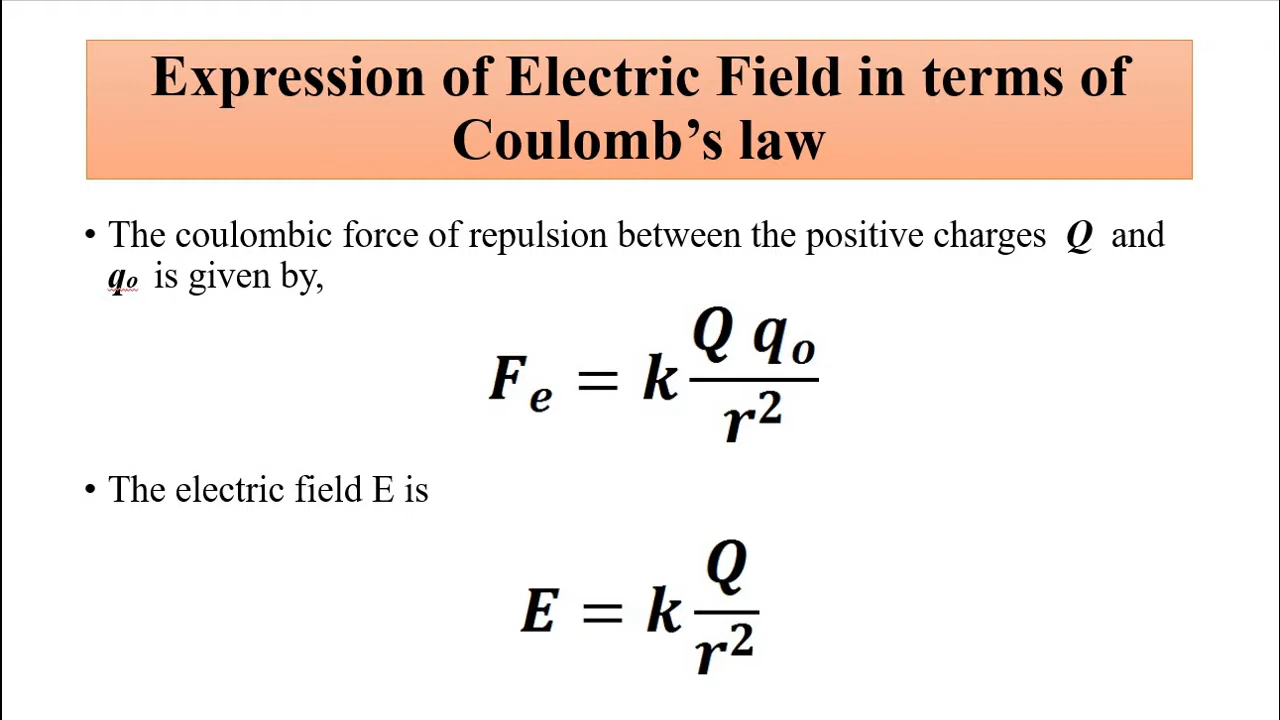 Expression of Electric Field in terms of
Coulomb’s law
• The coulombic force of repulsion between the positive charges Q and
qₒ is given by,
Fₑ = k Q qₒ / r²
• The electric field E is
E = k Q / r²